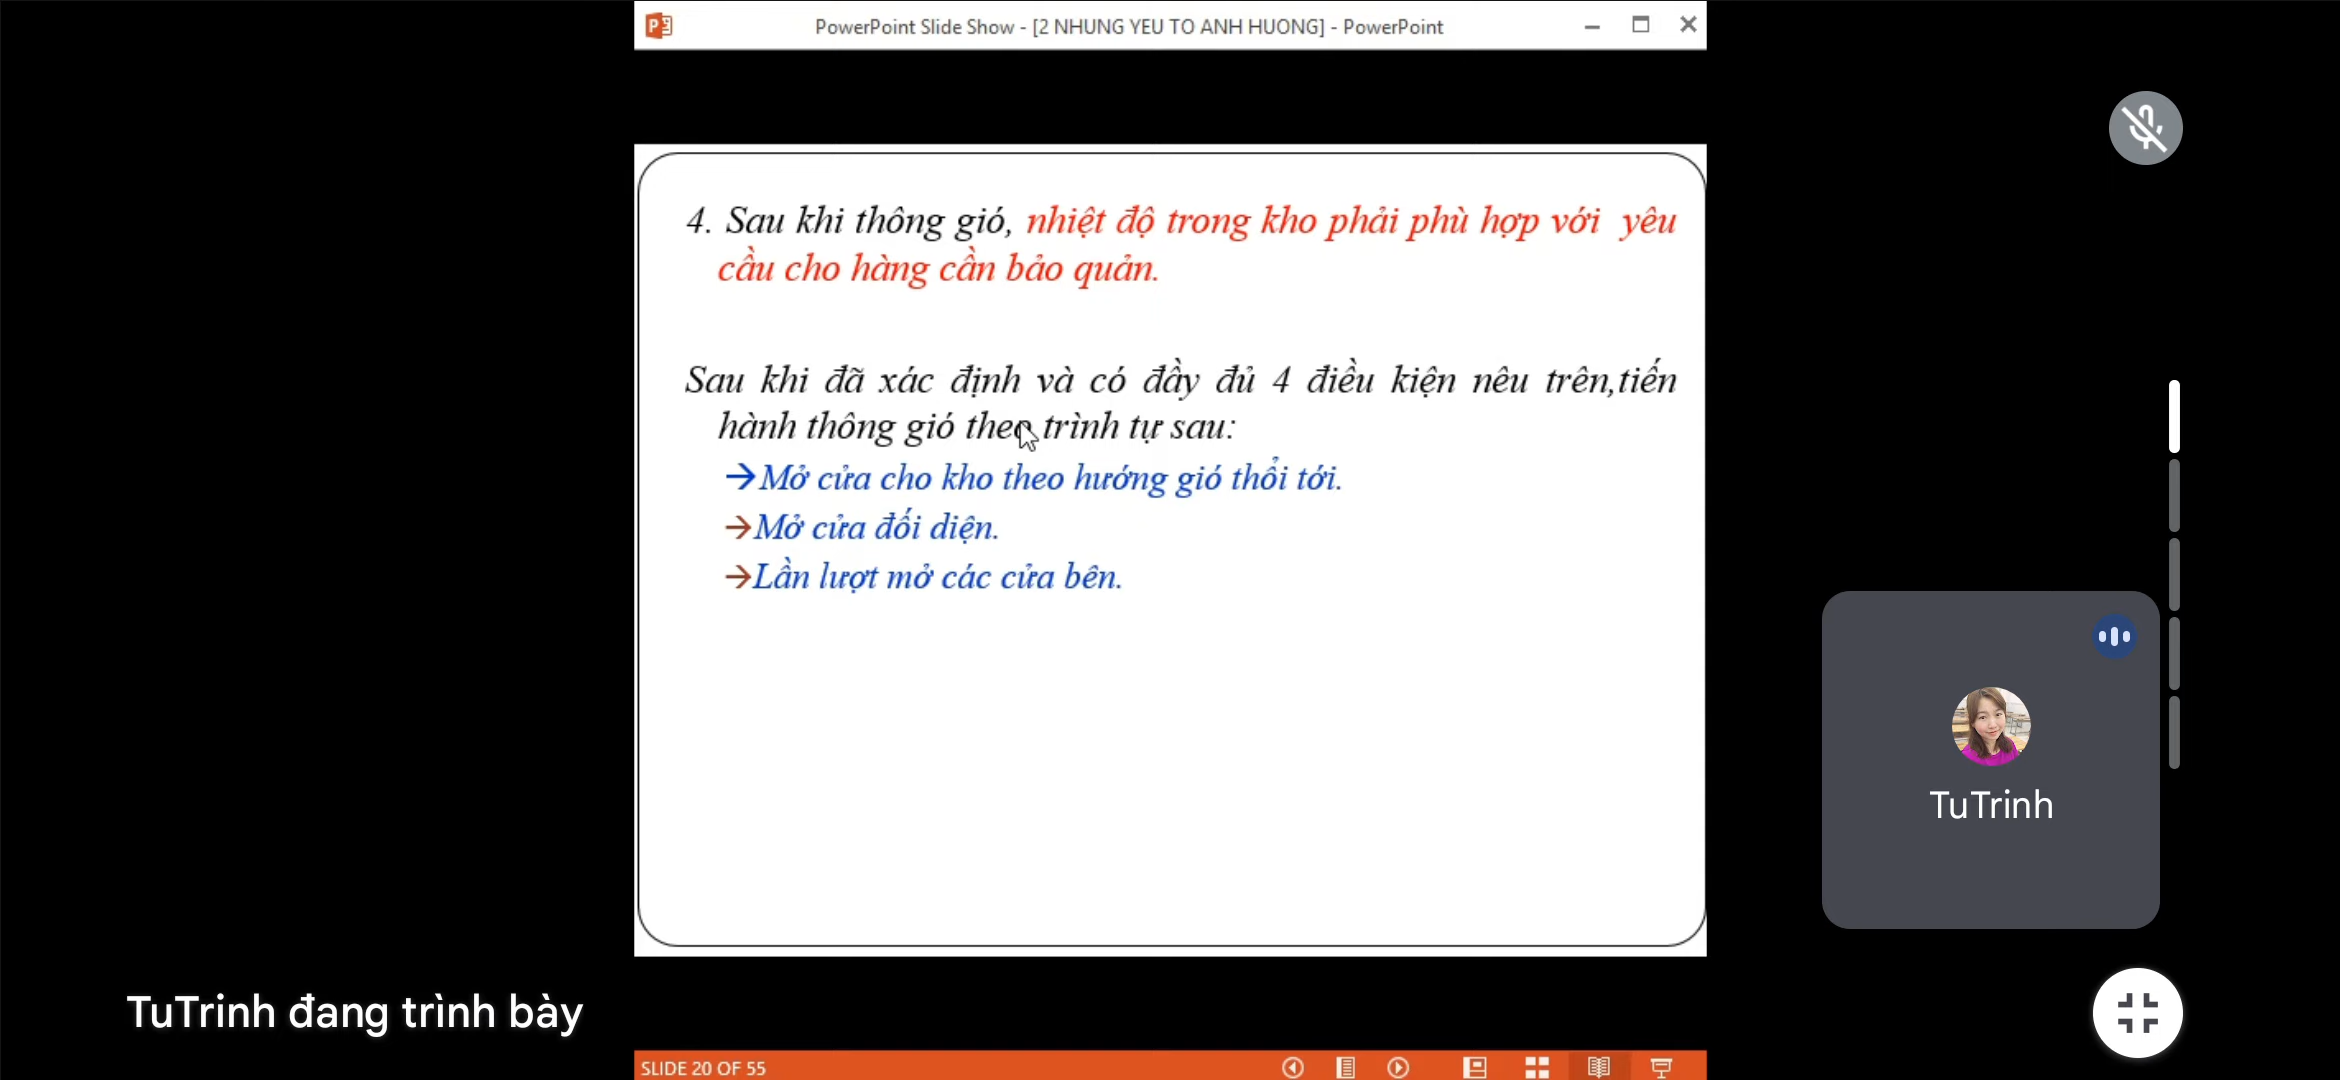 PowerPoint Slide Show - [2 NHUNG YEU TO ANH HUONG] - PowerPoint
4. Sau khi thông gió, nhiệt độ trong kho phải phù hợp với yêu
cầu cho hàng cần bảo quản.
Sau khi đã xác định và có đầy đủ 4 điều kiện nêu trên,tiến
hành thông gió theo trình tự sau:
→Mở cửa cho kho theo hướng gió thổi tới.
→Mở cửa đối diện.
→Lần lượt mở các cửa bên.
TuTrinh
TuTrinh đang trình bày
SLIDE 20 OF 55